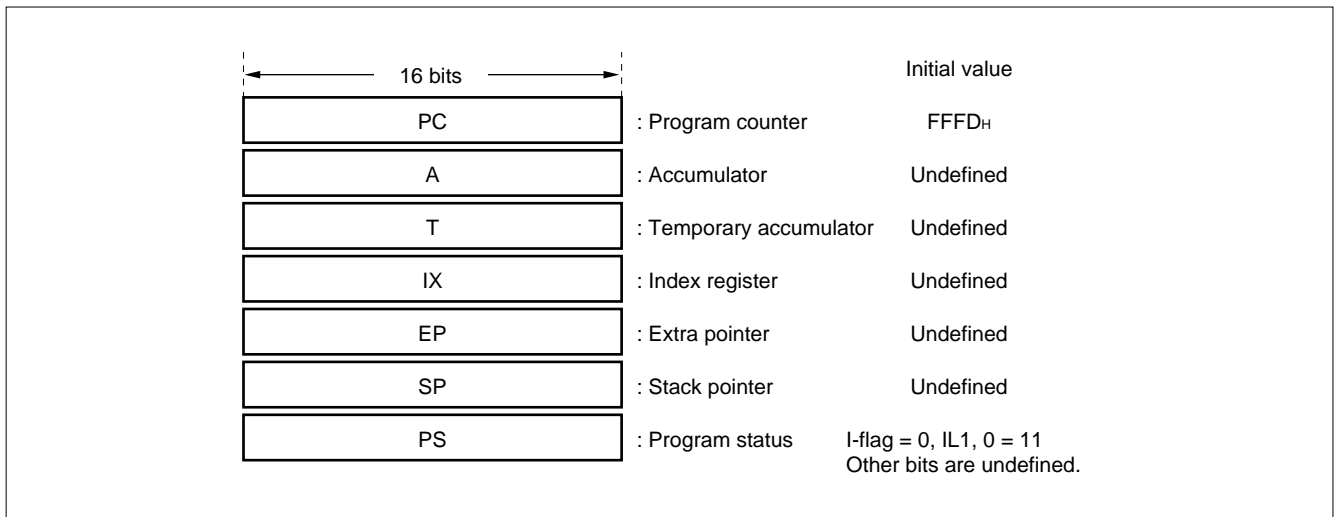 16 bits Initial value
PC : Program counter FFFDH
A : Accumulator Undefined
T : Temporary accumulator Undefined
IX : Index register Undefined
EP : Extra pointer Undefined
SP : Stack pointer Undefined
PS : Program status I-flag = 0, IL1, 0 = 11
Other bits are undefined.